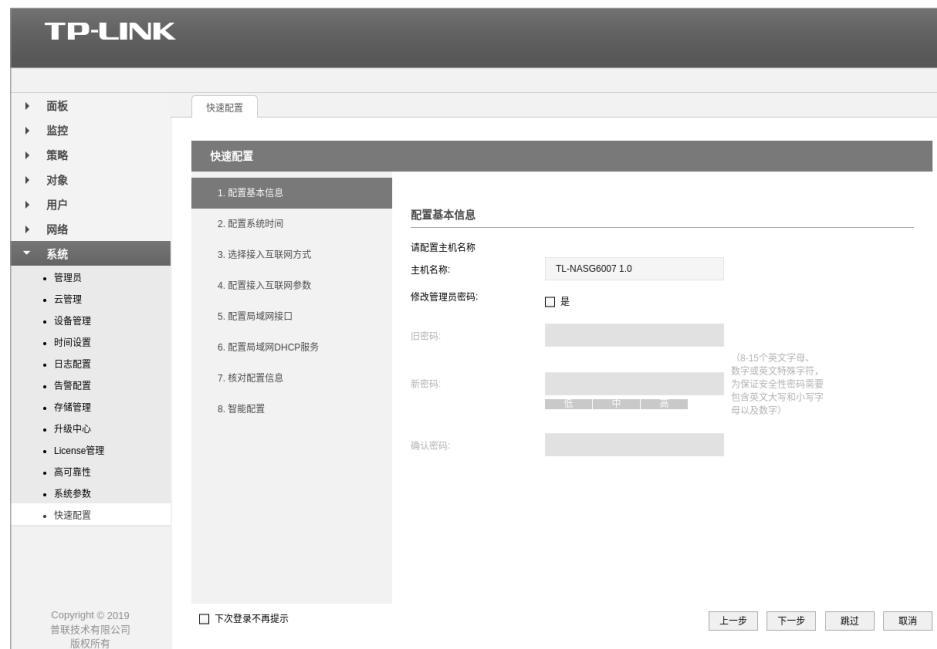 TP-LINK
面板
监控
策略
对象
用户
网络
系统
管理员
云管理
设备管理
时间设置
日志配置
告警配置
存储管理
升级中心
License管理
高可靠性
系统参数
快速配置
Copyright © 2019
普联技术有限公司
版权所有
快速配置
快速配置
1. 配置基本信息
2. 配置系统时间
3. 选择接入互联网方式
4. 配置接入互联网参数
5. 配置局域网接口
6. 配置局域网DHCP服务
7. 核对配置信息
8. 智能配置
配置基本信息
请配置主机名称
主机名称: TL-NASG6007 1.0
修改管理员密码: 是
旧密码:
新密码:
低 中 高
（8-15个英文字母、
数字或英文特殊字符，
为保证安全性密码需要
包含英文大写和小写字
母以及数字）
确认密码:
下次登录不再提示
上一步 下一步 跳过 取消